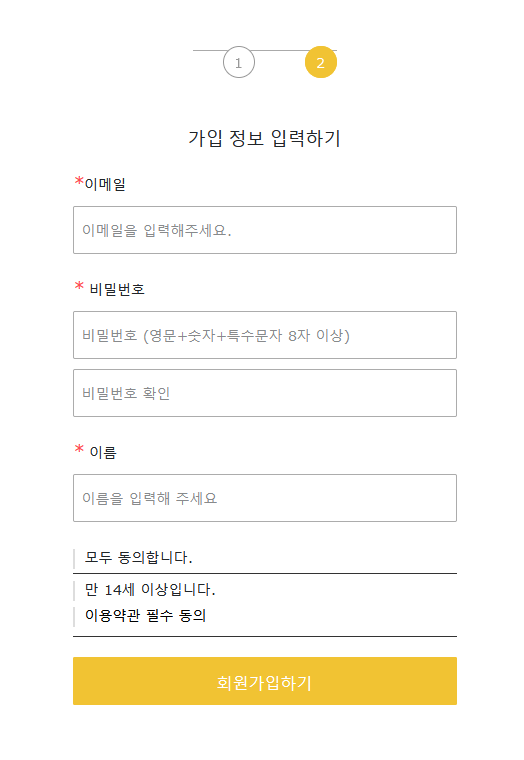 1 2
가입 정보 입력하기
*이메일
이메일을 입력해주세요.
* 비밀번호
비밀번호 (영문+숫자+특수문자 8자 이상)
비밀번호 확인
* 이름
이름을 입력해 주세요
모두 동의합니다.
만 14세 이상입니다.
이용약관 필수 동의
회원가입하기